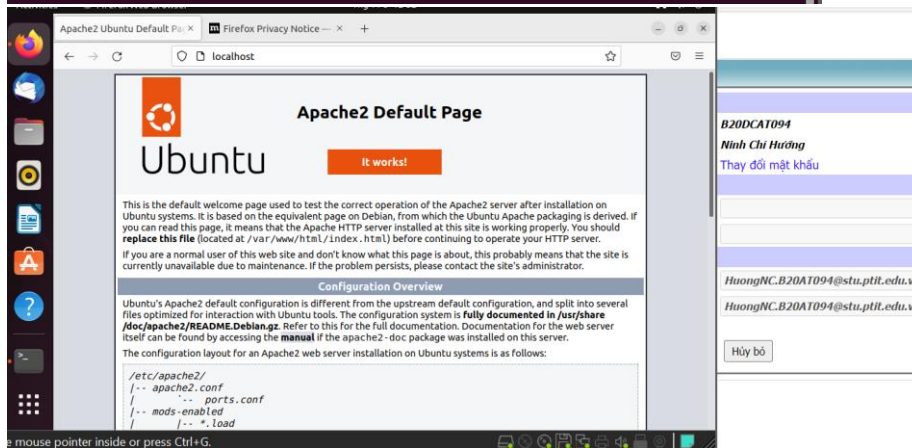 Apache2 Ubuntu Default Pa
Firefox Privacy Notice —
localhost
Apache2 Default Page
Ubuntu
It works!
This is the default welcome page used to test the correct operation of the Apache2 server after installation on
Ubuntu systems. It is based on the equivalent page on Debian, from which the Ubuntu Apache packaging is derived. If
you can read this page, it means that the Apache HTTP server installed at this site is working properly. You should
replace this file (located at /var/www/html/index.html) before continuing to operate your HTTP server.
If you are a normal user of this web site and don't know what this page is about, this probably means that the site is
currently unavailable due to maintenance. If the problem persists, please contact the site's administrator.
Configuration Overview
Ubuntu's Apache2 default configuration is different from the upstream default configuration, and split into several
files optimized for interaction with Ubuntu tools. The configuration system is fully documented in /usr/share
/doc/apache2/README.Debian.gz. Refer to this for the full documentation. Documentation for the web server
itself can be found by accessing the manual if the apache2-doc package was installed on this server.
The configuration layout for an Apache2 web server installation on Ubuntu systems is as follows:
/etc/apache2/
|-- apache2.conf
|       `--  ports.conf
|-- mods-enabled
|       |-- *.load
e mouse pointer inside or press Ctrl+G.
B20DCAT094
Ninh Chí Hướng
Thay đổi mật khẩu
HuongNC.B20AT094@stu.ptit.edu.v
HuongNC.B20AT094@stu.ptit.edu.v
Hủy bỏ